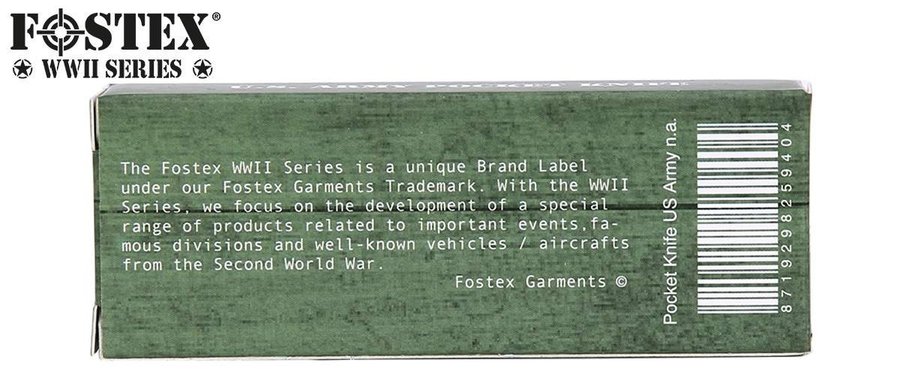 FOSTEX®
WWII SERIES
U.S. ARMY POCKET KNIFE
The Fostex WWII Series is a unique Brand Label
under our Fostex Garments Trademark. With the WWII
Series, we focus on the development of a special
range of products related to important events,fa-
mous divisions and well-known vehicles / aircrafts
from the Second World War.
Fostex Garments ©
Pocket Knife US Army n.a.
8719298259404